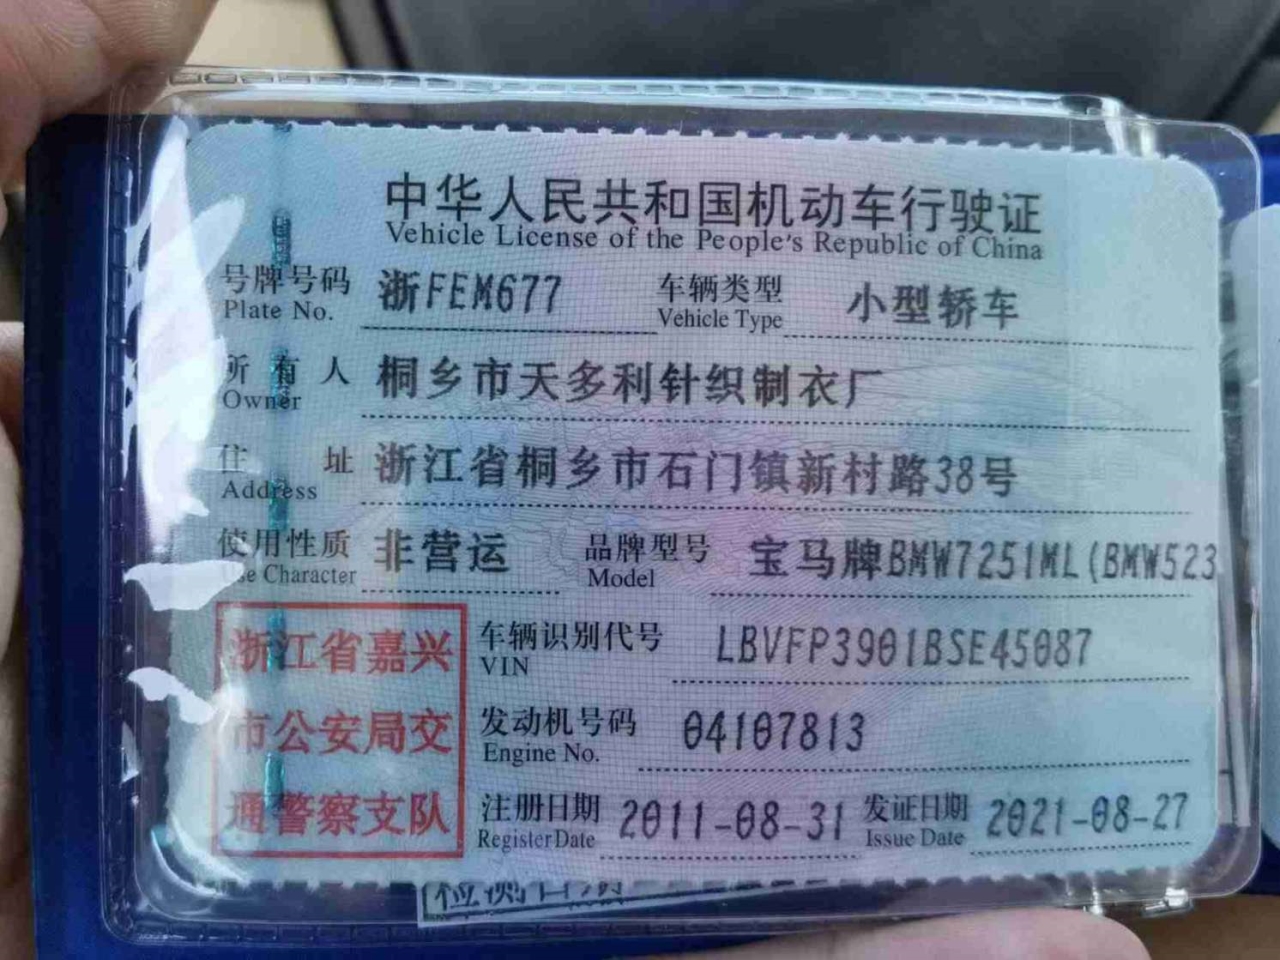 中华人民共和国机动车行驶证
Vehicle License of the People's Republic of China
号牌号码 浙FEM677 车辆类型 小型轿车
Plate No. Vehicle Type
所有人 桐乡市天多利针织制衣厂
Owner
住址 浙江省桐乡市石门镇新村路38号
Address
使用性质 非营运 品牌型号 宝马牌BMW7251ML(BMW523
Use Character Model
浙江省嘉兴
市公安局交
通警察支队
车辆识别代号 LBVFP3901BSE45087
VIN
发动机号码 04107813
Engine No.
注册日期 2011-08-31 发证日期 2021-08-27
Register Date Issue Date
检测日期